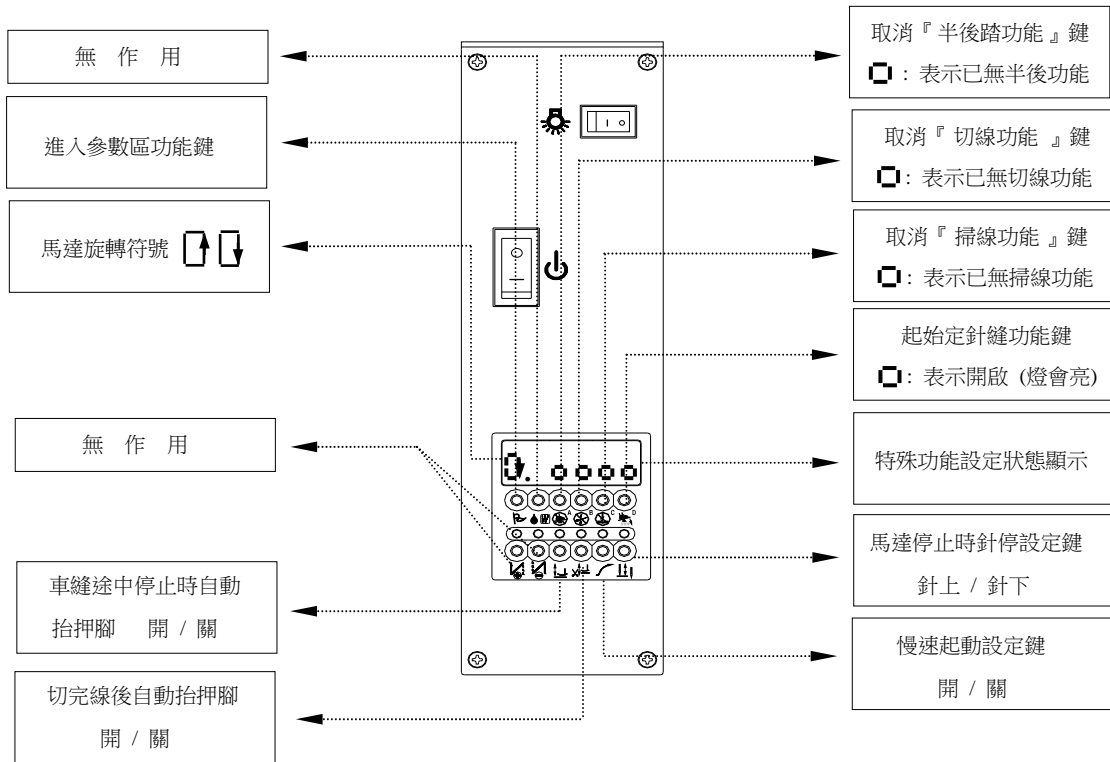 無 作 用
進入參數區功能鍵
馬達旋轉符號
無 作 用
車縫途中停止時自動
抬押腳 開 / 關
切完線後自動抬押腳
開 / 關
A B C D
取消『 半後踏功能 』鍵
: 表示已無半後功能
取消『 切線功能 』鍵
: 表示已無切線功能
取消『 掃線功能 』鍵
: 表示已無掃線功能
起始定針縫功能鍵
: 表示開啟 (燈會亮)
特殊功能設定狀態顯示
馬達停止時針停設定鍵
針上 / 針下
慢速起動設定鍵
開 / 關